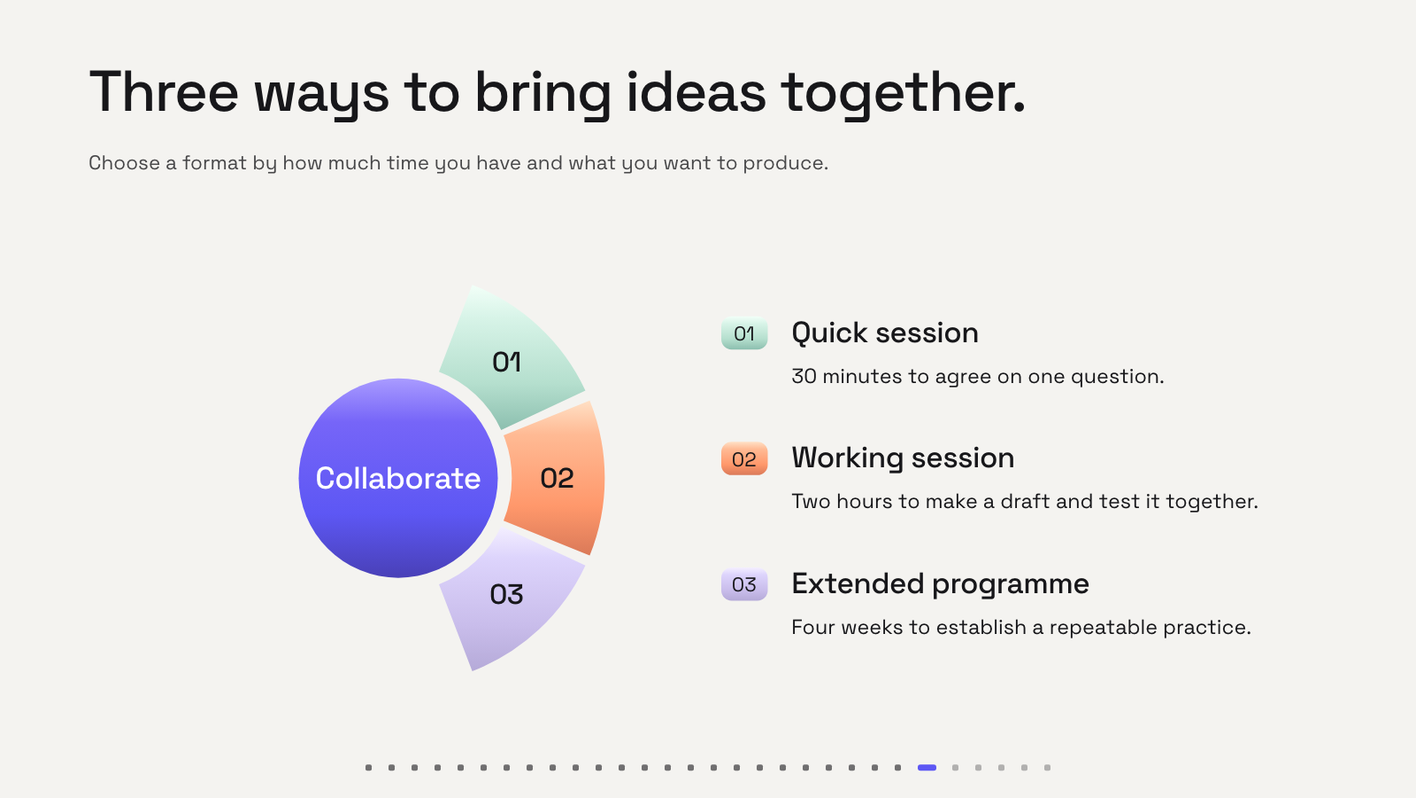 Three ways to bring ideas together.
Choose a format by how much time you have and what you want to produce.
Collaborate
01
02
03
01
Quick session
30 minutes to agree on one question.
02
Working session
Two hours to make a draft and test it together.
03
Extended programme
Four weeks to establish a repeatable practice.